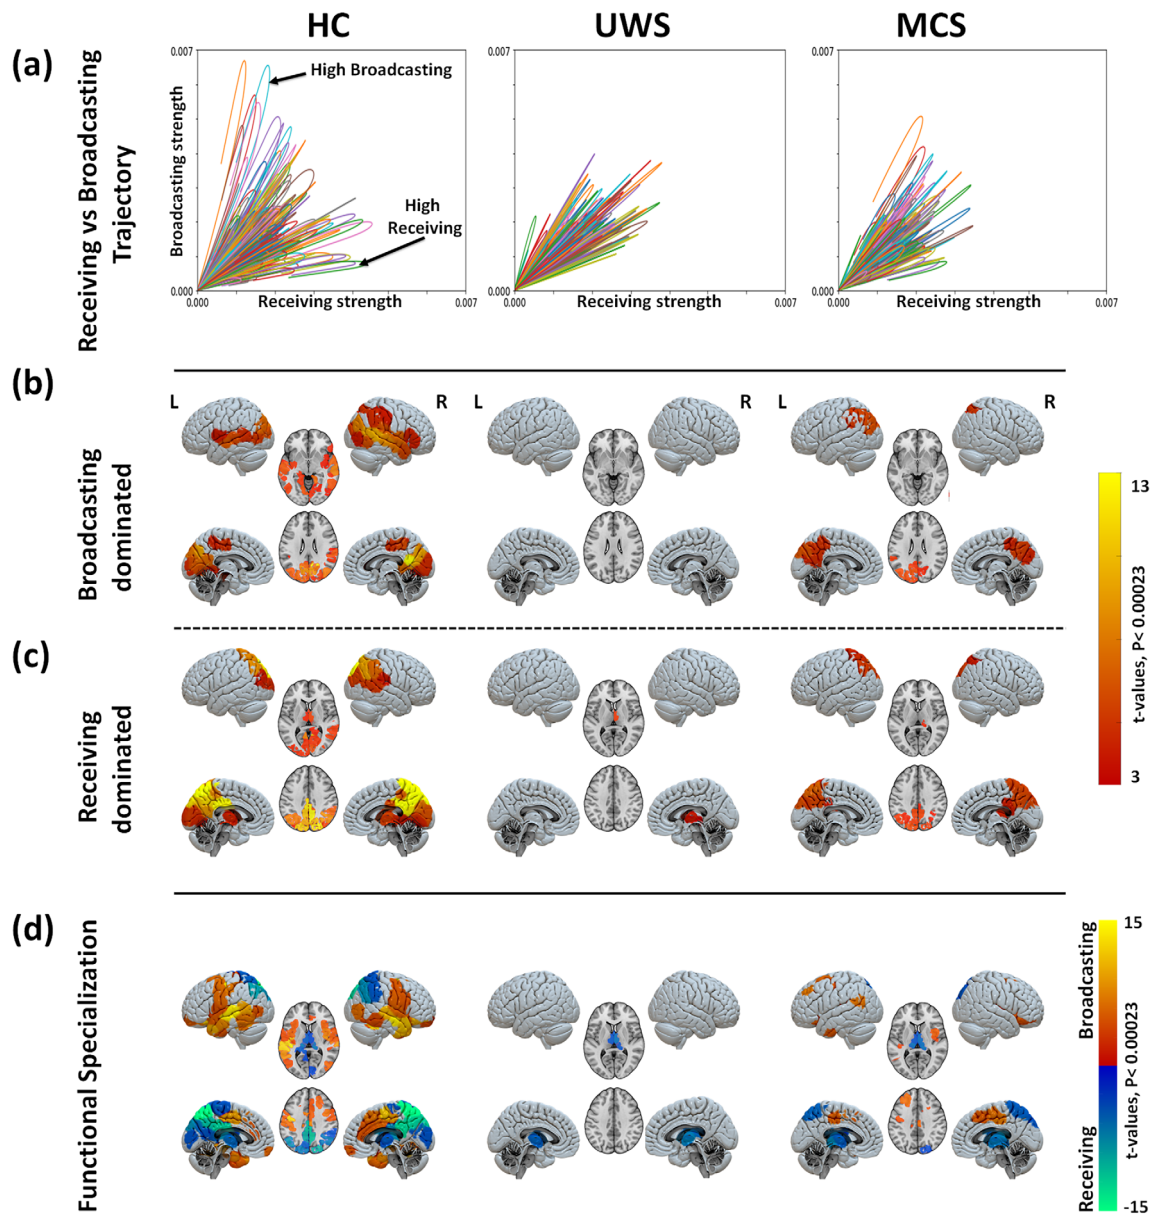 HC
UWS
MCS
(a)
Receiving vs Broadcasting
Trajectory
0.007
Broadcasting strength
High Broadcasting
High
Receiving
0.000
0.000
Receiving strength
0.007
0.007
0.000
0.000
Receiving strength
0.007
0.007
0.000
0.000
Receiving strength
0.007
(b)
Broadcasting
dominated
L
R
L
R
L
R
(c)
Receiving
dominated
13
t-values, P< 0.00023
3
(d)
Functional Specialization
15
Broadcasting
t-values, P< 0.00023
Receiving
-15